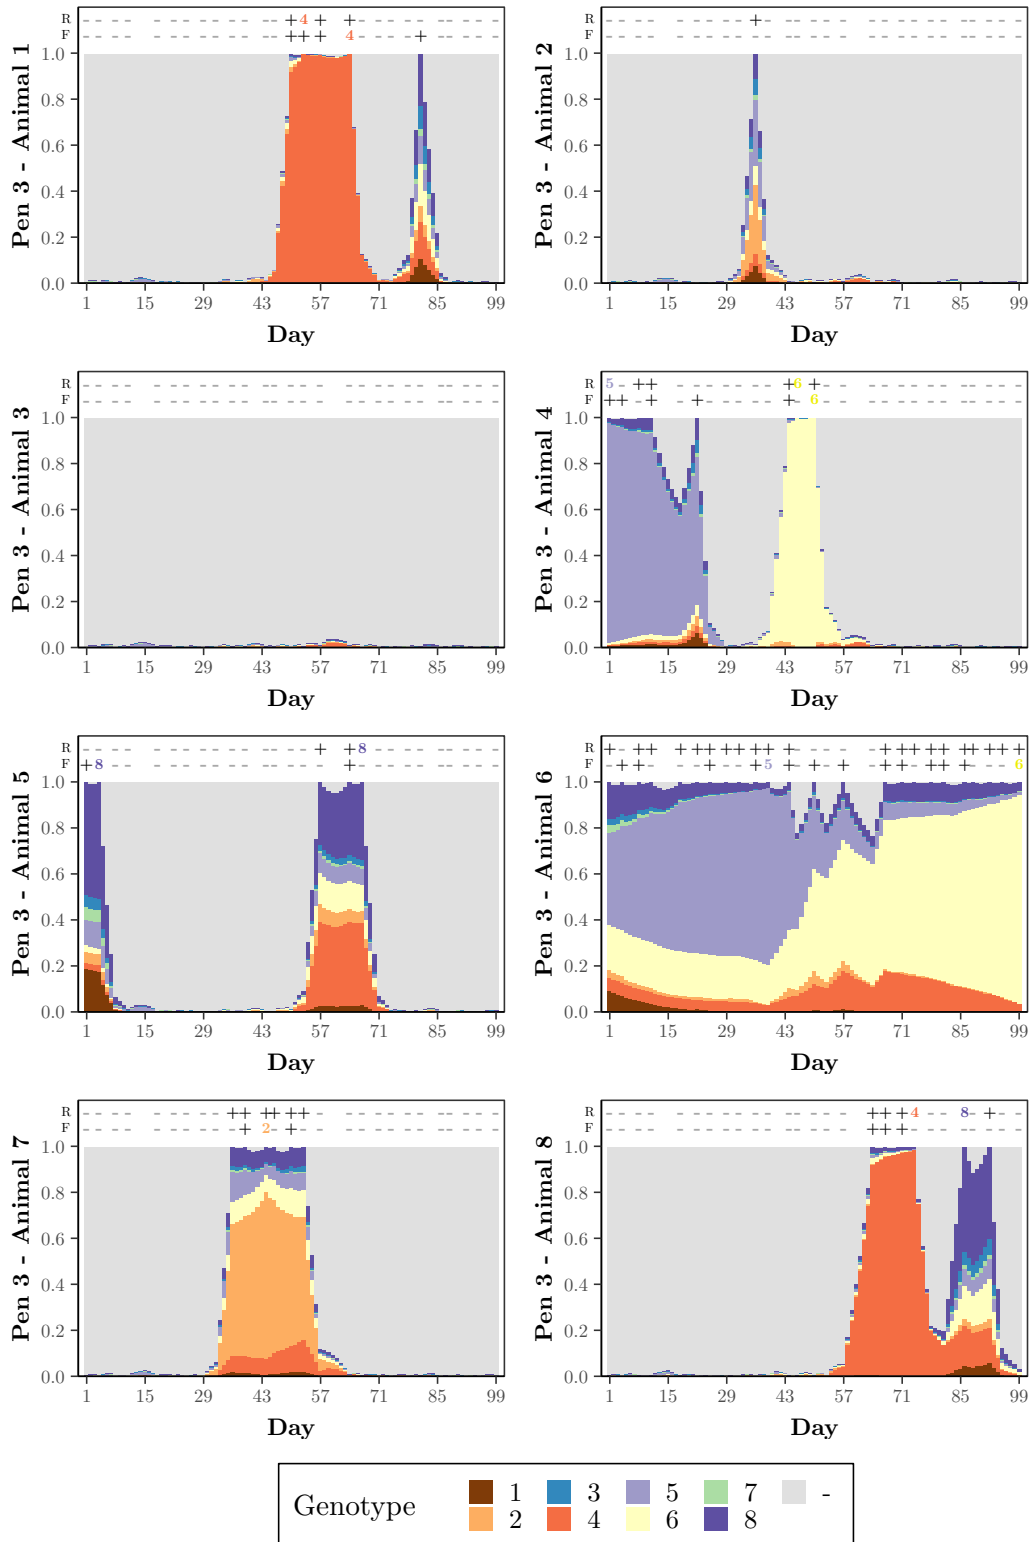 R + 4 + +
F + + + 4 +
Pen 3 - Animal 1
1.0
0.8
0.6
0.4
0.2
0.0
1 15 29 43 57 71 85 99
Day
R +
F
Pen 3 - Animal 2
1.0
0.8
0.6
0.4
0.2
0.0
1 15 29 43 57 71 85 99
Day
R
F
Pen 3 - Animal 3
1.0
0.8
0.6
0.4
0.2
0.0
1 15 29 43 57 71 85 99
Day
R 5 + + + 6 +
F + + + + + 6
Pen 3 - Animal 4
1.0
0.8
0.6
0.4
0.2
0.0
1 15 29 43 57 71 85 99
Day
R + +
F + 8 + 8
Pen 3 - Animal 5
1.0
0.8
0.6
0.4
0.2
0.0
1 15 29 43 57 71 85 99
Day
R + + + + + + + + + + + + + + + + + + + + +
F + + + 5 + + + + + + + + 6
Pen 3 - Animal 6
1.0
0.8
0.6
0.4
0.2
0.0
1 15 29 43 57 71 85 99
Day
R + + + + + +
F + 2 +
Pen 3 - Animal 7
1.0
0.8
0.6
0.4
0.2
0.0
1 15 29 43 57 71 85 99
Day
R + + + 4 8 +
F + + +
Pen 3 - Animal 8
1.0
0.8
0.6
0.4
0.2
0.0
1 15 29 43 57 71 85 99
Day
Genotype
1 3 5 7 -
2 4 6 8